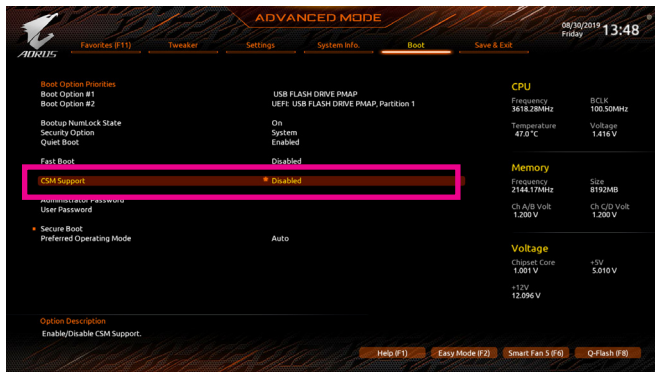 ADVANCED MODE
08/30/2019 Friday 13:48
AORUS
Favorites (F11) Tweaker Settings System Info. Boot Save & Exit
Boot Option Priorities
Boot Option #1 USB FLASH DRIVE PMAP
Boot Option #2 UEFI: USB FLASH DRIVE PMAP, Partition 1
Bootup NumLock State On
Security Option System
Quiet Boot Enabled
Fast Boot Disabled
CSM Support Disabled
Administrator Password
User Password
Secure Boot
Preferred Operating Mode Auto
CPU
Frequency BCLK
3618.28MHz 100.50MHz
Temperature Voltage
47.0 °C 1.416 V
Memory
Frequency Size
2144.17MHz 8192MB
Ch A/B Volt Ch C/D Volt
1.200 V 1.200 V
Voltage
Chipset Core +5V
1.001 V 5.010 V
+12V
12.096 V
Option Description
Enable/Disable CSM Support.
Help (F1) Easy Mode (F2) Smart Fan 5 (F6) Q-Flash (F8)